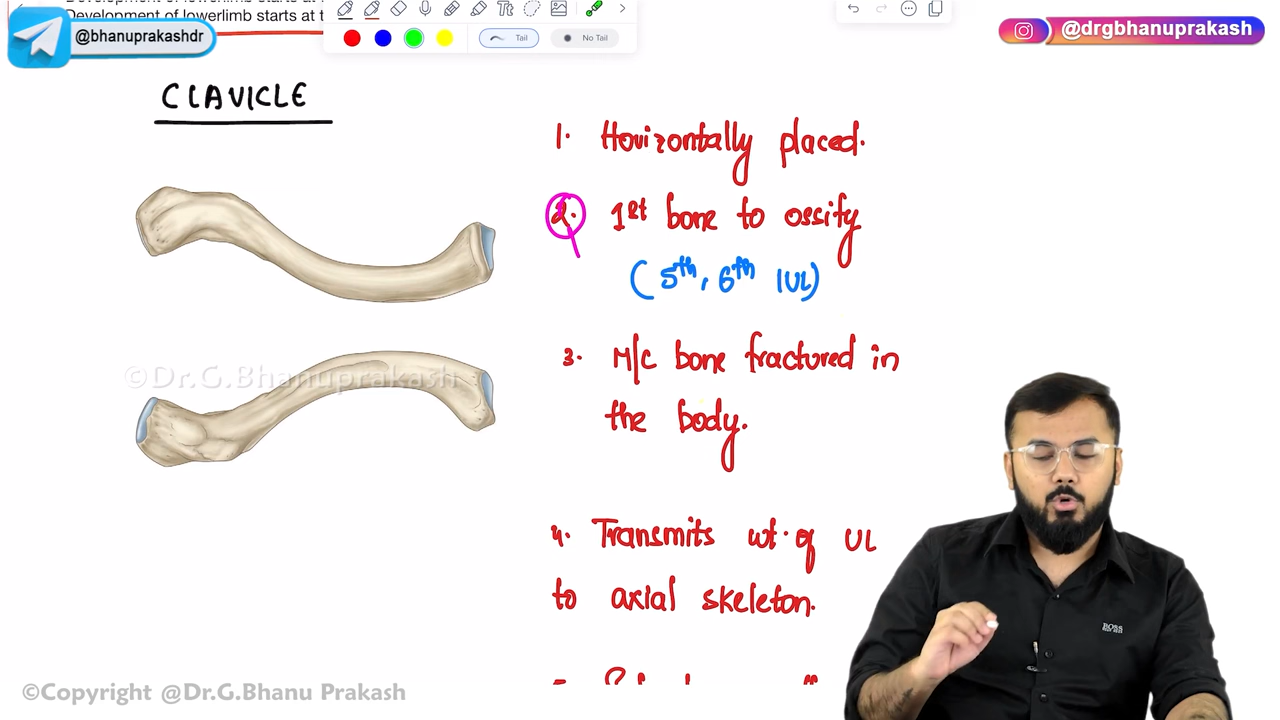 Development of lowerlimb starts at t
@bhanuprakashdr
Tail
No Tail
@drgbhanuprakash
CLAVICLE
1. Horizontally placed.
2. 1st bone to ossify
(5th, 6th IUL)
3. M/C bone fractured in
the body.
4. Transmits wt. of UL
to axial skeleton.
©Dr.G.Bhanuprakash
BOSS
©Copyright @Dr.G.Bhanu Prakash